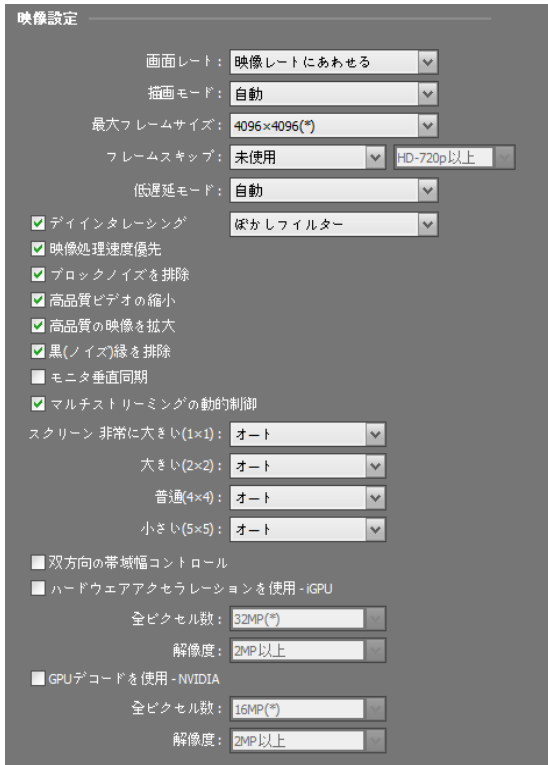 映像設定
画面レート: 映像レートにあわせる
描画モード: 自動
最大フレームサイズ: 4096×4096(*)
フレームスキップ: 未使用 HD-720p以上
低遅延モード: 自動
ディインタレーシング ぼかしフィルター
映像処理速度優先
ブロックノイズを排除
高品質ビデオの縮小
高品質の映像を拡大
黒(ノイズ)縁を排除
モニタ垂直同期
マルチストリーミングの動的制御
スクリーン 非常に大きい(1×1): オート
大きい(2×2): オート
普通(4×4): オート
小さい(5×5): オート
双方向の帯域幅コントロール
ハードウェアアクセラレーションを使用 - iGPU
全ピクセル数: 32MP(*)
解像度: 2MP以上
GPUデコードを使用 - NVIDIA
全ピクセル数: 16MP(*)
解像度: 2MP以上